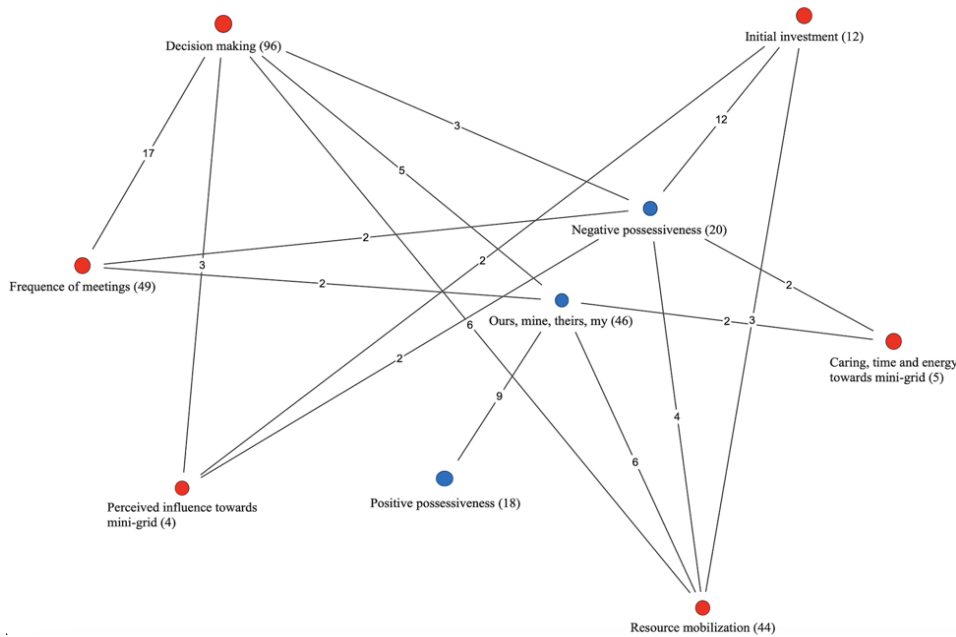 Initial investment (12)
Decision making (96)
12
3
17
5
Negative possessiveness (20)
2
2
3
Frequence of meetings (49)
2
2
Ours, mine, theirs, my (46)
2
3
6
Caring, time and energy
towards mini-grid (5)
2
9
4
6
Positive possessiveness (18)
Perceived influence towards
mini-grid (4)
Resource mobilization (44)